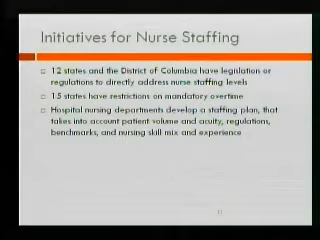 Initiatives for Nurse Staffing
12 states and the District of Columbia have legislation or
regulations to directly address nurse staffing levels
15 states have restrictions on mandatory overtime
Hospital nursing departments develop a staffing plan, that
takes into account patient volume and acuity, regulations,
benchmarks, and nursing skill mix and experience